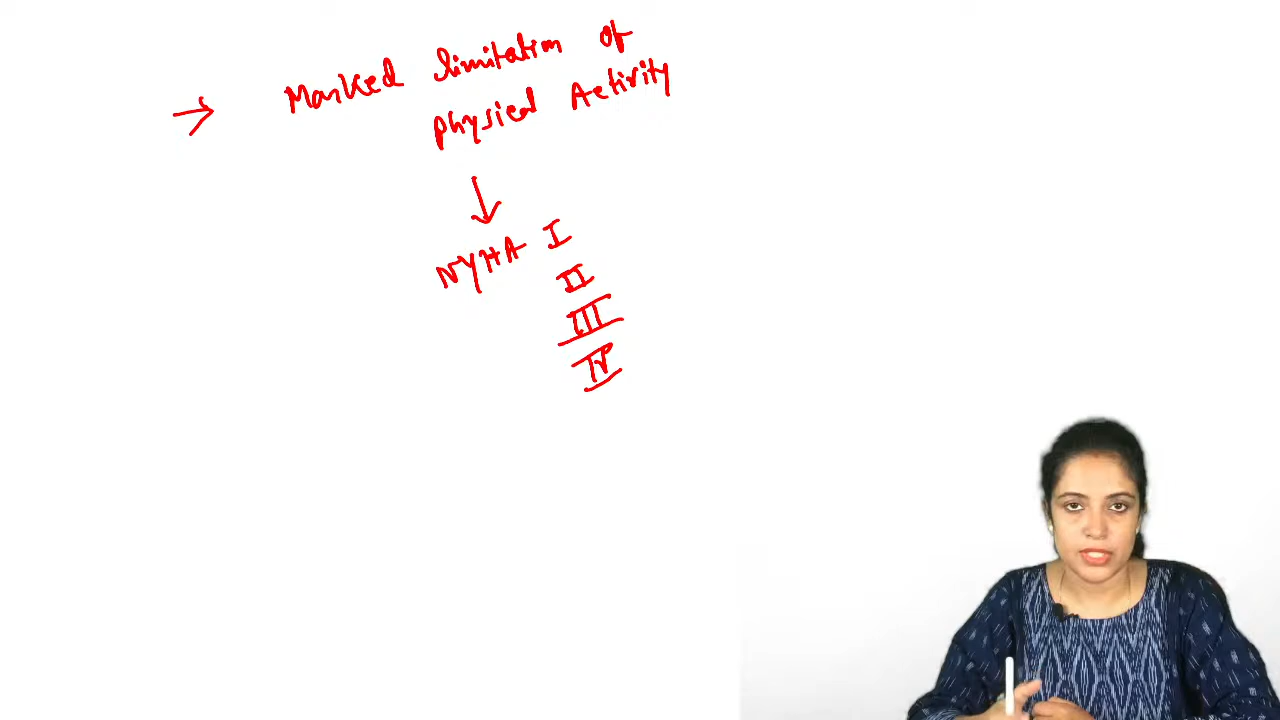 → Marked limitation of
physical Activity
↓
NYHA I
II
III
IV